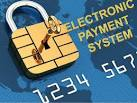 ELECTRONIC
PAYMENT
SYSTEM
1234 567